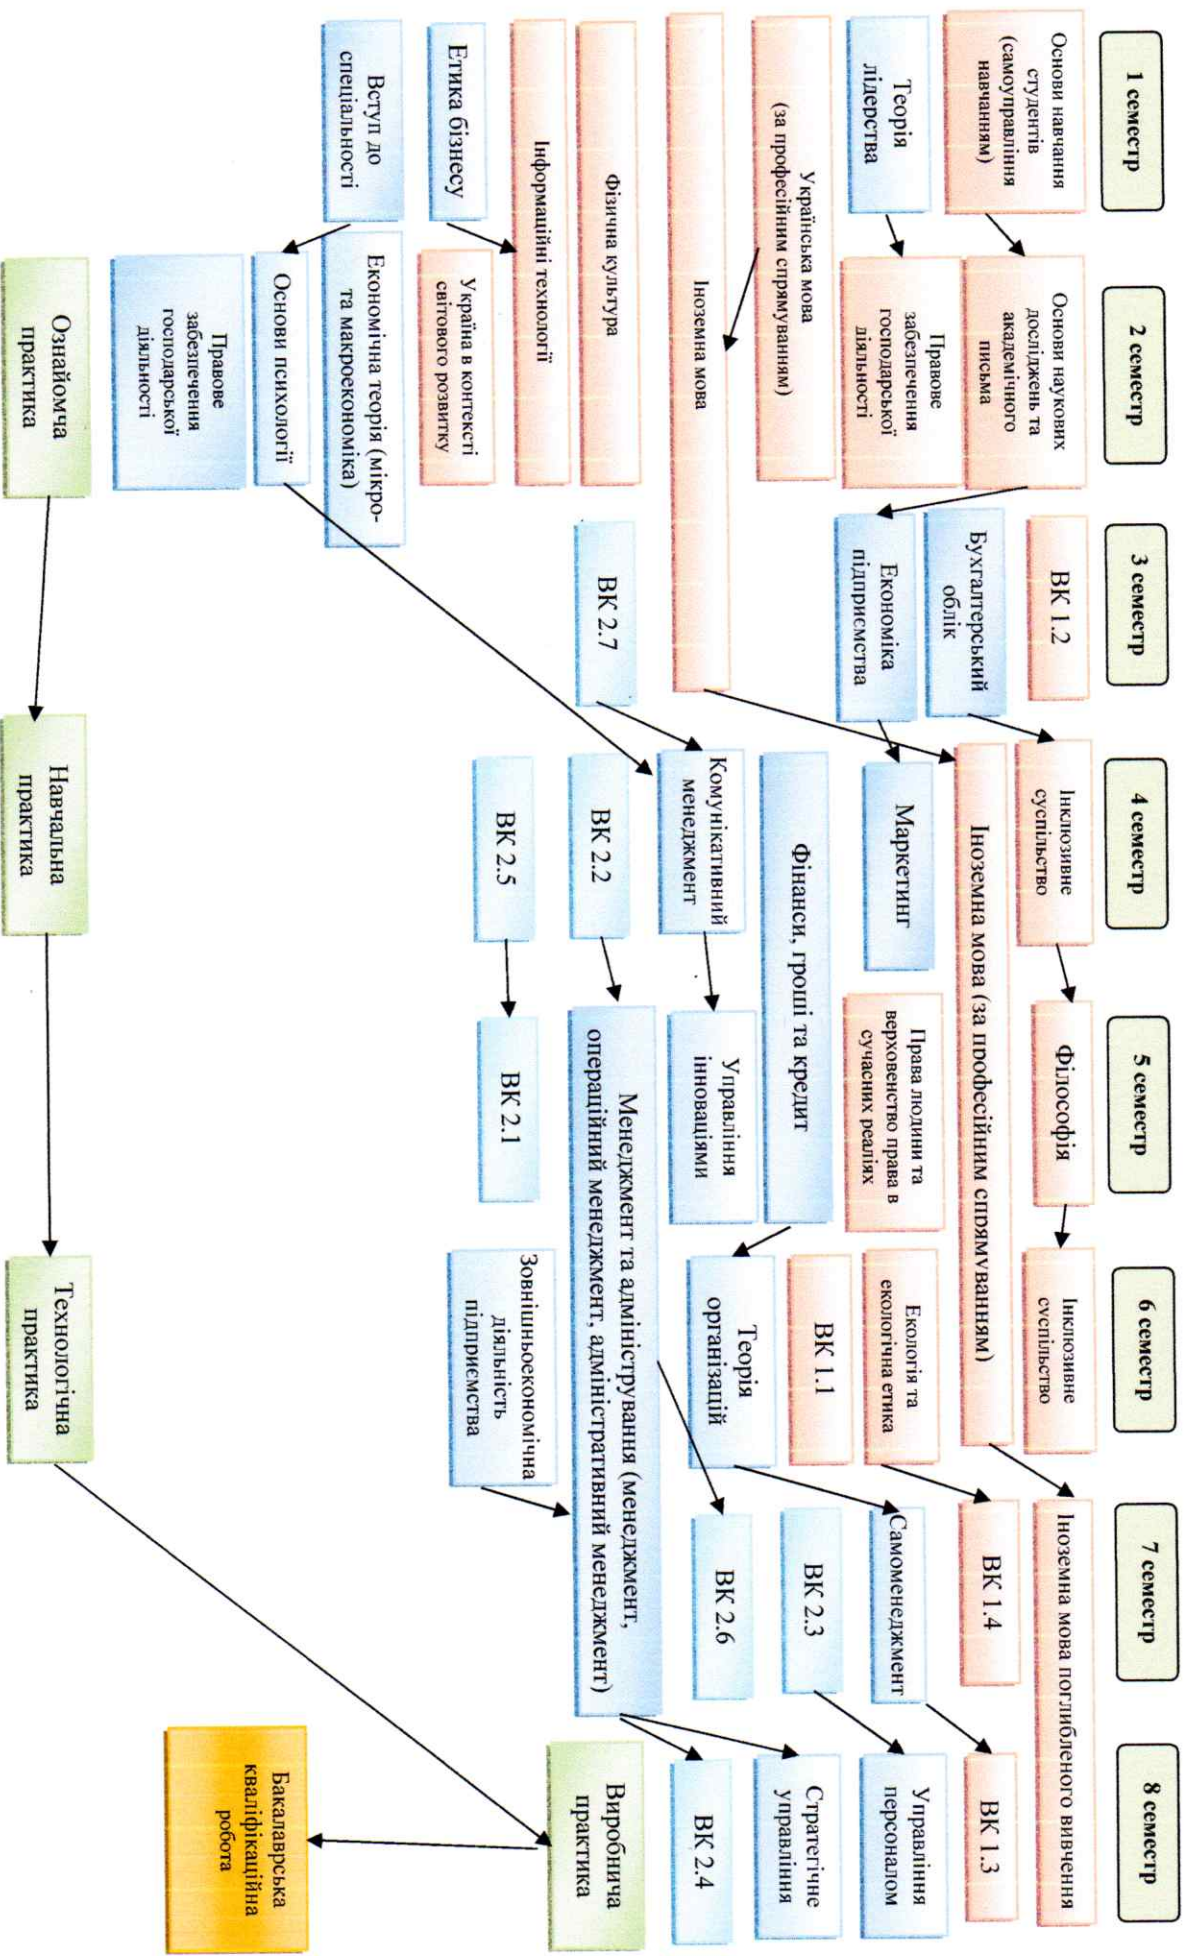 1 семестр
2 семестр
3 семестр
4 семестр
5 семестр
6 семестр
7 семестр
8 семестр
Основи навчання
студентів
(самоуправління
навчанням)
Теорія
лідерства
Українська мова
(за професійним спрямуванням)
Іноземна мова
Фізична культура
Інформаційні технології
Етика бізнесу
Вступ до
спеціальності
Основи наукових
досліджень та
академічного
письма
Правове
забезпечення
господарської
діяльності
Україна в контексті
світового розвитку
Економічна теорія (мікро-
та макроекономіка)
Основи психології
Правове
забезпечення
господарської
діяльності
Ознайомча
практика
ВК 1.2
Бухгалтерський
облік
Економіка
підприємства
ВК 2.7
Інклюзивне
суспільство
Іноземна мова (за професійним спрямуванням)
Маркетинг
Фінанси, гроші та кредит
Комунікативний
менеджмент
ВК 2.2
ВК 2.5
Навчальна
практика
Філософія
Права людини та
верховенство права в
сучасних реаліях
Управління
інноваціями
Менеджмент та адміністрування (менеджмент,
операційний менеджмент, адміністративний менеджмент)
ВК 2.1
Інклюзивне
суспільство
Екологія та
екологічна етика
ВК 1.1
Теорія
організацій
Зовнішньоекономічна
діяльність
підприємства
Технологічна
практика
Іноземна мова поглибленого вивчення
ВК 1.4
Самоменеджмент
ВК 2.3
ВК 2.6
ВК 1.3
Управління
персоналом
Стратегічне
управління
ВК 2.4
Виробнича
практика
Бакалаврська
кваліфікаційна
робота